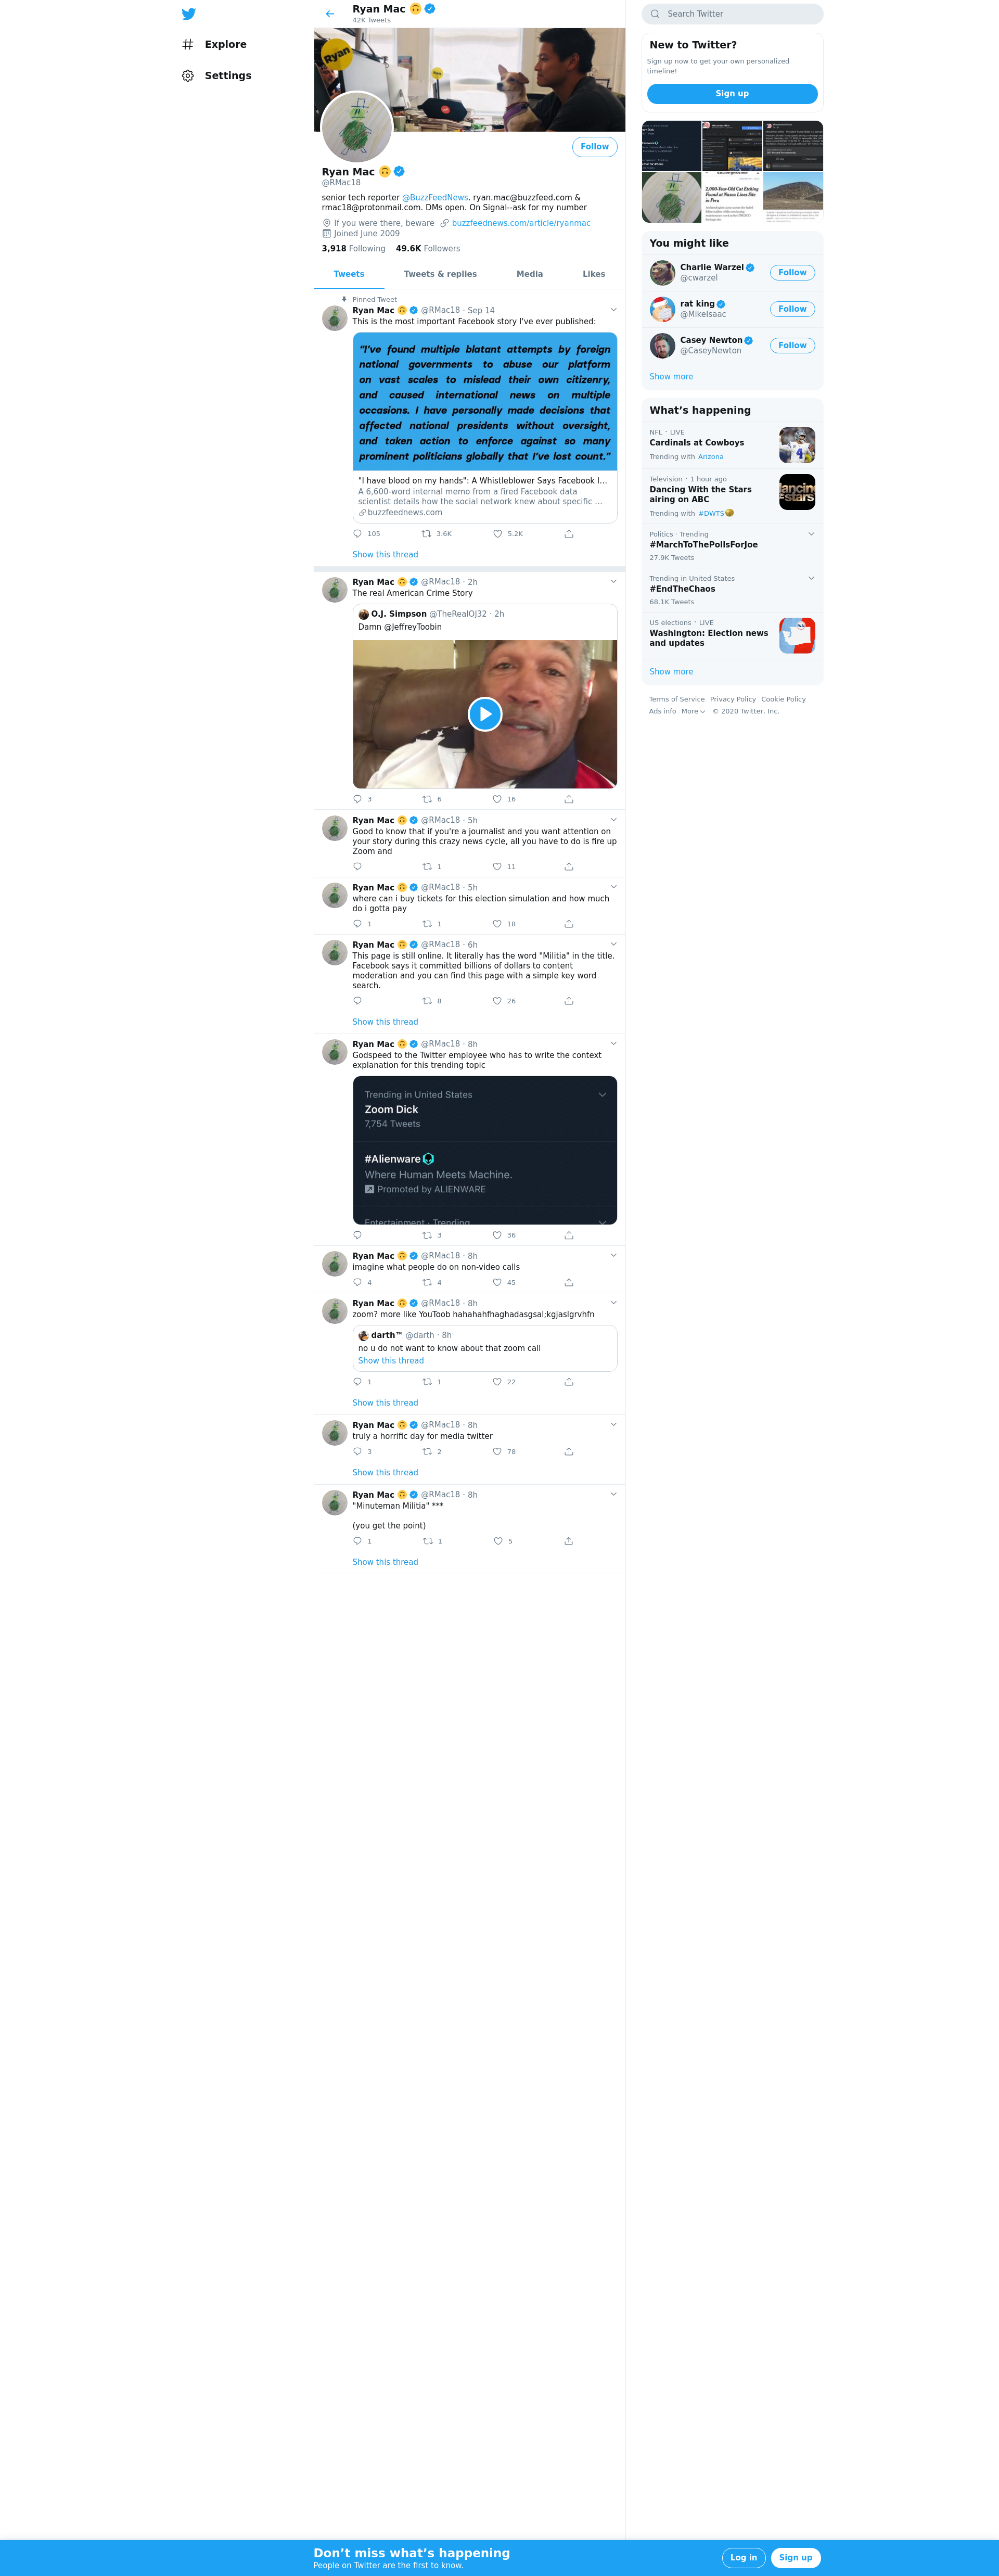 Explore
Settings
Ryan Mac 🙃
42K Tweets
Ryan
Ryan
Follow
Ryan Mac 🙃
@RMac18
senior tech reporter @BuzzFeedNews. ryan.mac@buzzfeed.com &
rmac18@protonmail.com. DMs open. On Signal--ask for my number
If you were there, beware buzzfeednews.com/article/ryanmac
Joined June 2009
3,918 Following 49.6K Followers
Tweets Tweets & replies Media Likes
Pinned Tweet
Ryan Mac 🙃 @RMac18 · Sep 14
This is the most important Facebook story I've ever published:
“I’ve found multiple blatant attempts by foreign
national governments to abuse our platform
on vast scales to mislead their own citizenry,
and caused international news on multiple
occasions. I have personally made decisions that
affected national presidents without oversight,
and taken action to enforce against so many
prominent politicians globally that I’ve lost count.”
"I have blood on my hands": A Whistleblower Says Facebook I...
A 6,600-word internal memo from a fired Facebook data
scientist details how the social network knew about specific ...
buzzfeednews.com
105 3.6K 5.2K
Show this thread
Ryan Mac 🙃 @RMac18 · 2h
The real American Crime Story
O.J. Simpson @TheRealOJ32 · 2h
Damn @JeffreyToobin
3 6 16
Ryan Mac 🙃 @RMac18 · 5h
Good to know that if you're a journalist and you want attention on
your story during this crazy news cycle, all you have to do is fire up
Zoom and
1 11
Ryan Mac 🙃 @RMac18 · 5h
where can i buy tickets for this election simulation and how much
do i gotta pay
1 1 18
Ryan Mac 🙃 @RMac18 · 6h
This page is still online. It literally has the word "Militia" in the title.
Facebook says it committed billions of dollars to content
moderation and you can find this page with a simple key word
search.
8 26
Show this thread
Ryan Mac 🙃 @RMac18 · 8h
Godspeed to the Twitter employee who has to write the context
explanation for this trending topic
Trending in United States
Zoom Dick
7,754 Tweets
#Alienware
Where Human Meets Machine.
Promoted by ALIENWARE
Entertainment · Trending
3 36
Ryan Mac 🙃 @RMac18 · 8h
imagine what people do on non-video calls
4 4 45
Ryan Mac 🙃 @RMac18 · 8h
zoom? more like YouToob hahahahfhaghadasgsal;kgjaslgrvhfn
darth™ @darth · 8h
no u do not want to know about that zoom call
Show this thread
1 1 22
Show this thread
Ryan Mac 🙃 @RMac18 · 8h
truly a horrific day for media twitter
3 2 78
Show this thread
Ryan Mac 🙃 @RMac18 · 8h
"Minuteman Militia" ***
(you get the point)
1 1 5
Show this thread
Search Twitter
New to Twitter?
Sign up now to get your own personalized
timeline!
Sign up
2,000-Year-Old Cat Etching
Found at Nazca Lines Site
in Peru
You might like
Charlie Warzel
@cwarzel
Follow
rat king
@MikeIsaac
Follow
Casey Newton
@CaseyNewton
Follow
Show more
What’s happening
NFL · LIVE
Cardinals at Cowboys
Trending with Arizona
Television · 1 hour ago
Dancing With the Stars
airing on ABC
Trending with #DWTS
Politics · Trending
#MarchToThePollsForJoe
27.9K Tweets
Trending in United States
#EndTheChaos
68.1K Tweets
US elections · LIVE
Washington: Election news
and updates
Show more
Terms of Service Privacy Policy Cookie Policy
Ads info More © 2020 Twitter, Inc.
Don’t miss what’s happening
People on Twitter are the first to know.
Log in
Sign up